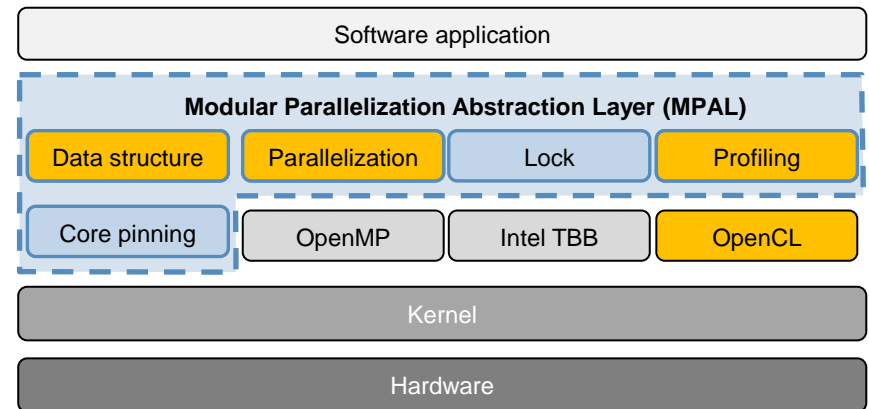 Software application
Modular Parallelization Abstraction Layer (MPAL)
Data structure
Parallelization
Lock
Profiling
Core pinning
OpenMP
Intel TBB
OpenCL
Kernel
Hardware